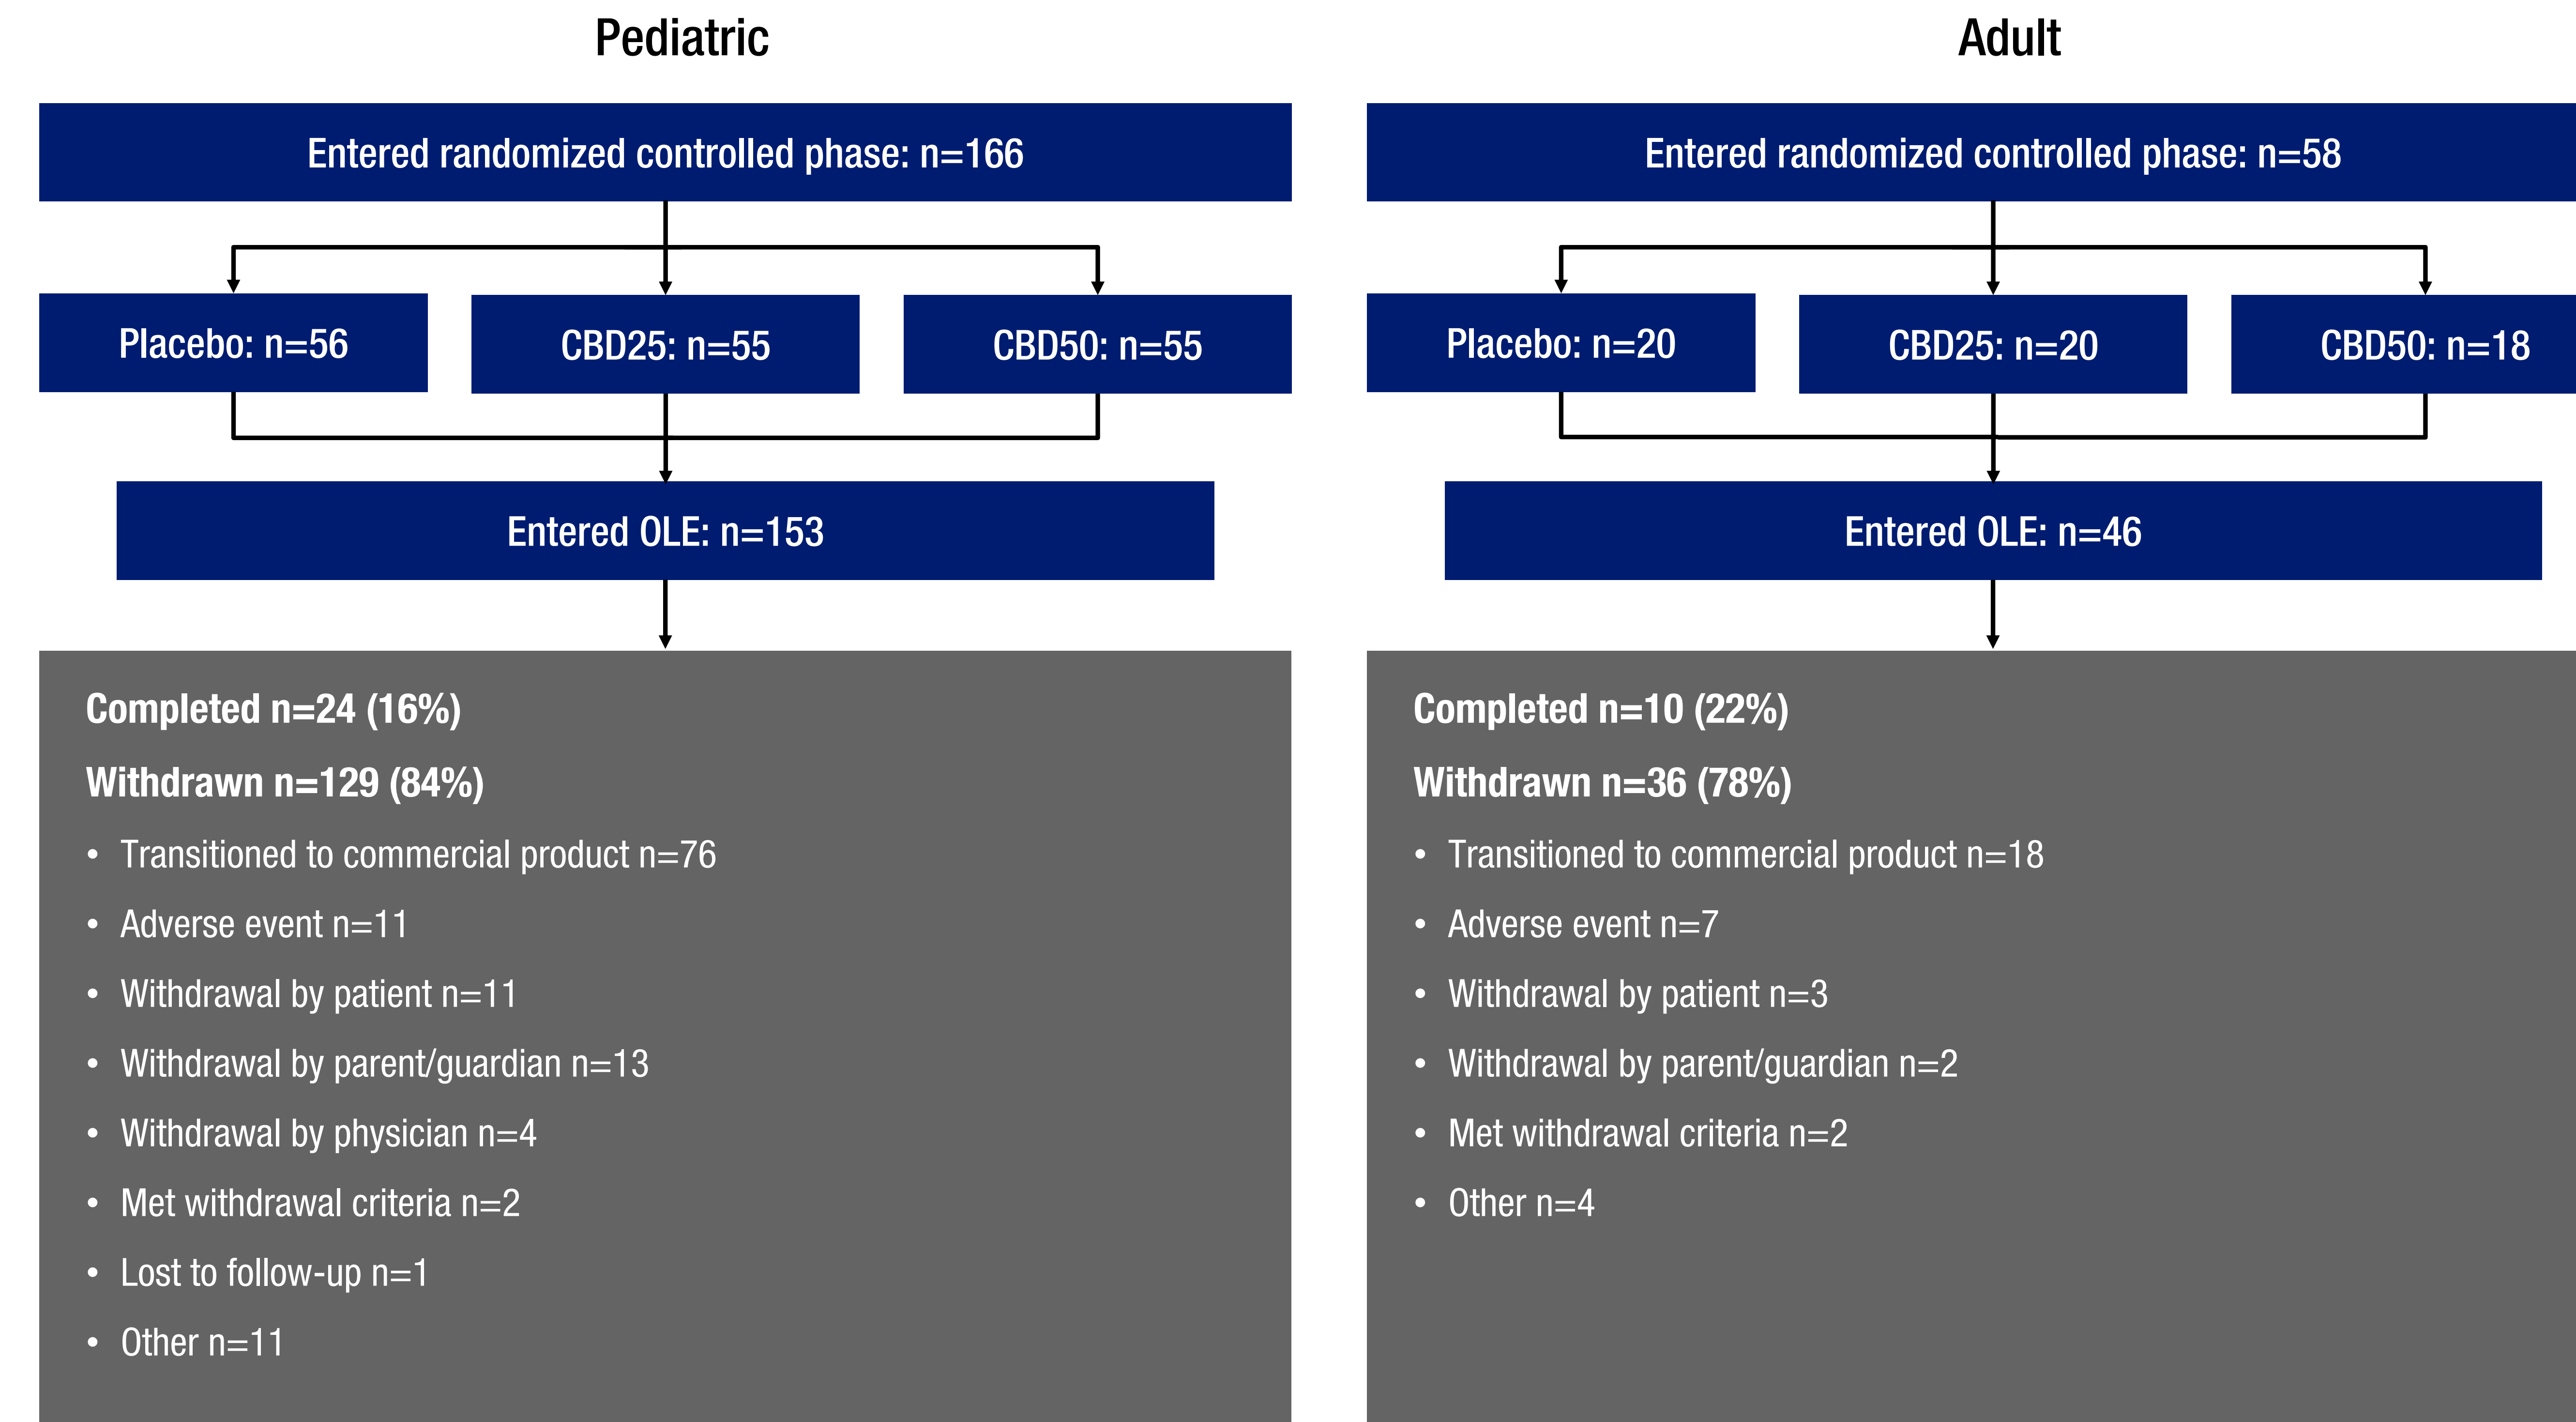 Pediatric
Entered randomized controlled phase: n=166
Placebo: n=56
CBD25: n=55
CBD50: n=55
Entered OLE: n=153
Completed n=24 (16%)
Withdrawn n=129 (84%)
• Transitioned to commercial product n=76
• Adverse event n=11
• Withdrawal by patient n=11
• Withdrawal by parent/guardian n=13
• Withdrawal by physician n=4
• Met withdrawal criteria n=2
• Lost to follow-up n=1
• Other n=11
Adult
Entered randomized controlled phase: n=58
Placebo: n=20
CBD25: n=20
CBD50: n=18
Entered OLE: n=46
Completed n=10 (22%)
Withdrawn n=36 (78%)
• Transitioned to commercial product n=18
• Adverse event n=7
• Withdrawal by patient n=3
• Withdrawal by parent/guardian n=2
• Met withdrawal criteria n=2
• Other n=4